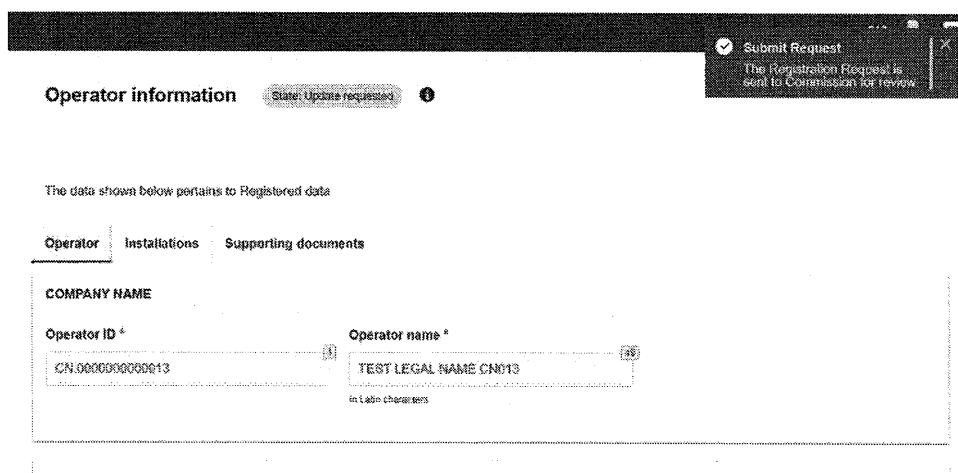 Submit Request
The Registration Request is
sent to Commission for review
Operator information
State: Update requested
The data shown below pertains to Registered data
Operator
Installations
Supporting documents
COMPANY NAME
Operator ID *
Operator name *
CN.0000000000013
TEST LEGAL NAME CN013
in Latin characters